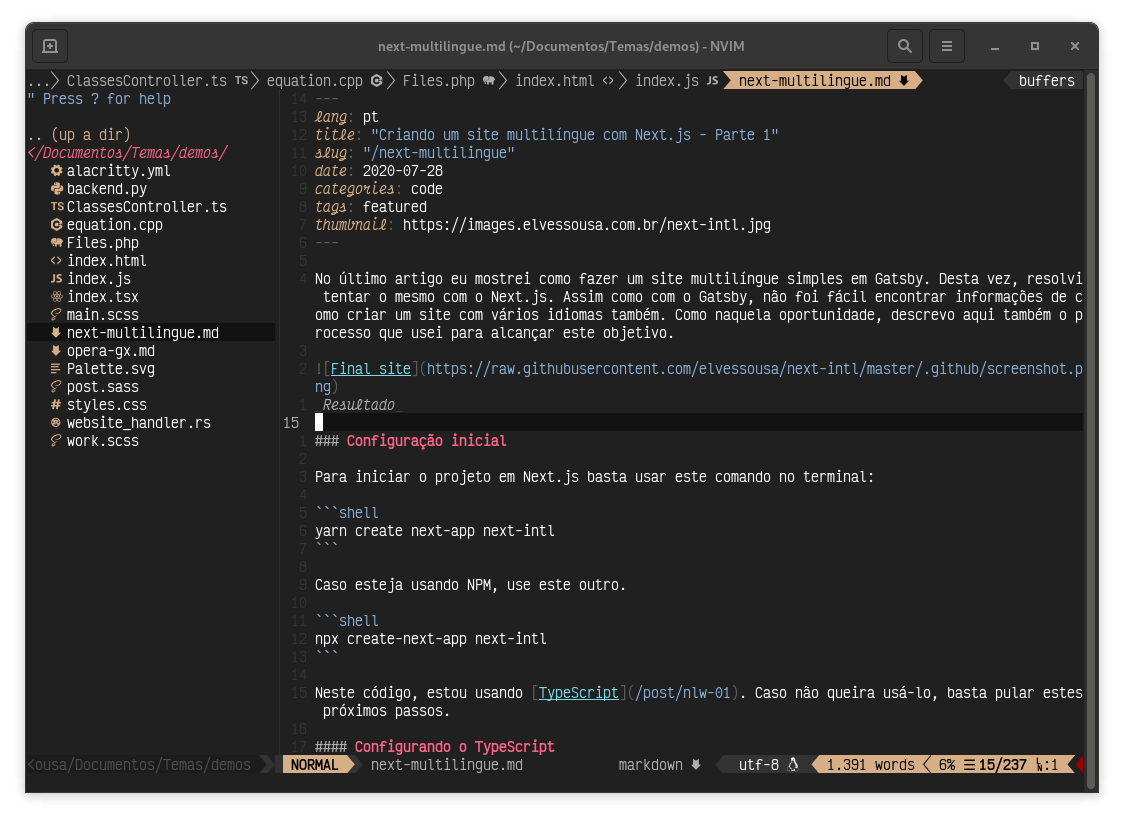 next-multilingue.md (~/Documentos/Temas/demos) - NVIM
...> ClassesController.ts TS > equation.cpp > Files.php > index.html <> > index.js JS next-multilingue.md buffers
" Press ? for help
.. (up a dir)
</Documentos/Temas/demos/
alacritty.yml
backend.py
TS ClassesController.ts
equation.cpp
Files.php
<> index.html
JS index.js
index.tsx
main.scss
next-multilingue.md
opera-gx.md
Palette.svg
post.sass
# styles.css
website_handler.rs
work.scss
14 ---
13 lang: pt
12 title: "Criando um site multilíngue com Next.js - Parte 1"
11 slug: "/next-multilingue"
10 date: 2020-07-28
9 categories: code
8 tags: featured
7 thumbnail: https://images.elvessousa.com.br/next-intl.jpg
6 ---
5
4 No último artigo eu mostrei como fazer um site multilíngue simples em Gatsby. Desta vez, resolvi
tentar o mesmo com o Next.js. Assim como com o Gatsby, não foi fácil encontrar informações de c
omo criar um site com vários idiomas também. Como naquela oportunidade, descrevo aqui também o p
rocesso que usei para alcançar este objetivo.
3
2 ![Final site](https://raw.githubusercontent.com/elvessousa/next-intl/master/.github/screenshot.p
ng)
1 _Resultado_
15
1 ### Configuração inicial
2
3 Para iniciar o projeto em Next.js basta usar este comando no terminal:
4
5 ```shell
6 yarn create next-app next-intl
7 ```
8
9 Caso esteja usando NPM, use este outro.
10
11 ```shell
12 npx create-next-app next-intl
13 ```
14
15 Neste código, estou usando [TypeScript](/post/nlw-01). Caso não queira usá-lo, basta pular estes
próximos passos.
16
17 #### Configurando o TypeScript
<ousa/Documentos/Temas/demos NORMAL next-multilingue.md markdown utf-8 1.391 words 6% ☰ 15/237 :1